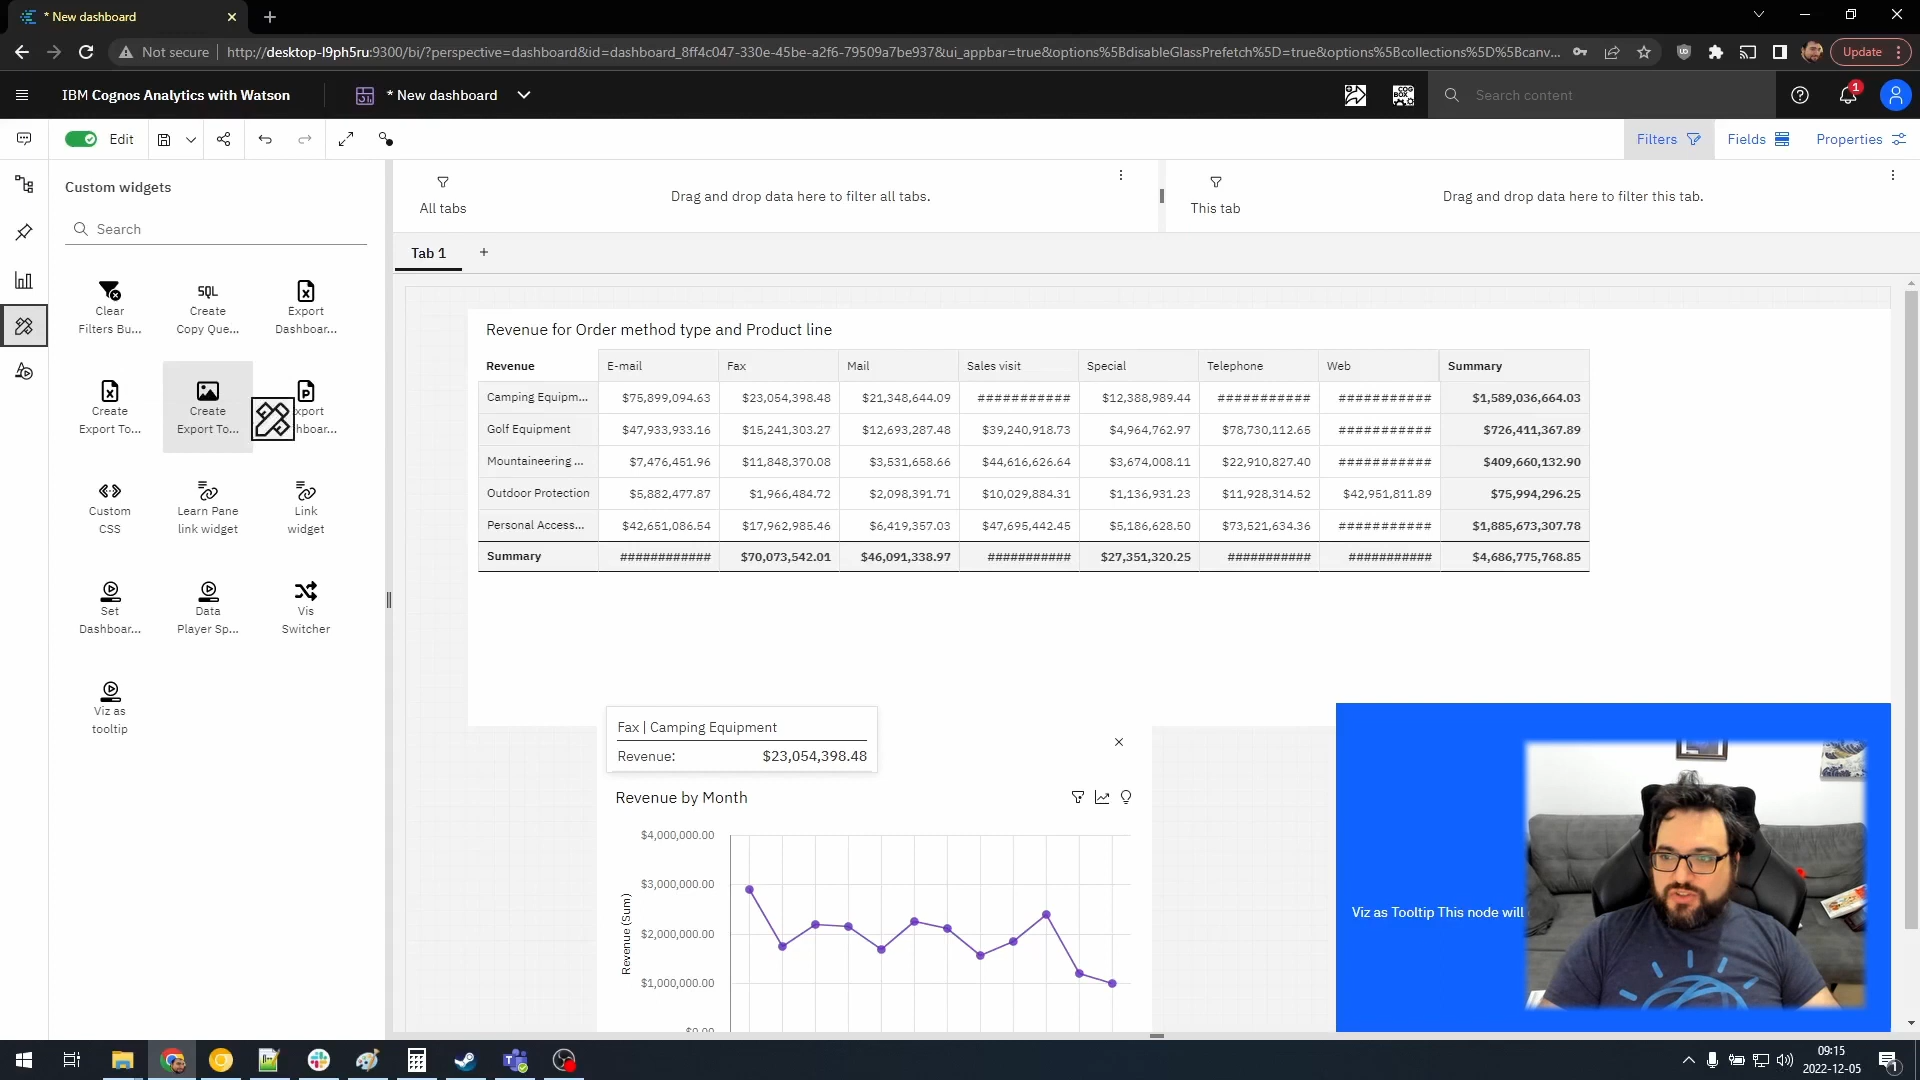 * New dashboard
Not secure
http://desktop-l9ph5ru:9300/bi/?perspective=dashboard&id=dashboard_8ff4c047-330e-45be-a2f6-79509a7be937&ui_appbar=true&options%5BdisableGlassPrefetch%5D=true&options%5Bcollections%5D%5Bcanv...
Update
IBM Cognos Analytics with Watson
* New dashboard
Search content
1
Edit
Filters
Fields
Properties
Custom widgets
Search
Clear
Filters Bu...
SQL
Create
Copy Que...
Export
Dashboar...
Create
Export To...
Create
Export To...
xport
hboar...
Custom
CSS
Learn Pane
link widget
Link
widget
Set
Dashboar...
Data
Player Sp...
Vis
Switcher
Viz as
tooltip
All tabs
Drag and drop data here to filter all tabs.
This tab
Drag and drop data here to filter this tab.
Tab 1
Revenue for Order method type and Product line
Revenue E-mail Fax Mail Sales visit Special Telephone Web Summary
Camping Equipm... $75,899,094.63 $23,054,398.48 $21,348,644.09 ########### $12,388,989.44 ########### ########### $1,589,036,664.03
Golf Equipment $47,933,933.16 $15,241,303.27 $12,693,287.48 $39,240,918.73 $4,964,762.97 $78,730,112.65 ########### $726,411,367.89
Mountaineering ... $7,476,451.96 $11,848,370.08 $3,531,658.66 $44,616,626.64 $3,674,008.11 $22,910,827.40 ########### $409,660,132.90
Outdoor Protection $5,882,477.87 $1,966,484.72 $2,098,391.71 $10,029,884.31 $1,136,931.23 $11,928,314.52 $42,951,811.89 $75,994,296.25
Personal Access... $42,651,086.54 $17,962,985.46 $6,419,357.03 $47,695,442.45 $5,186,628.50 $73,521,634.36 ########### $1,885,673,307.78
Summary ############ $70,073,542.01 $46,091,338.97 ########### $27,351,320.25 ########### ########### $4,686,775,768.85
Fax | Camping Equipment
Revenue: $23,054,398.48
Revenue by Month
$4,000,000.00
$3,000,000.00
$2,000,000.00
$1,000,000.00
$0.00
Revenue (Sum)
Viz as Tooltip This node will
09:15
2022-12-05
1